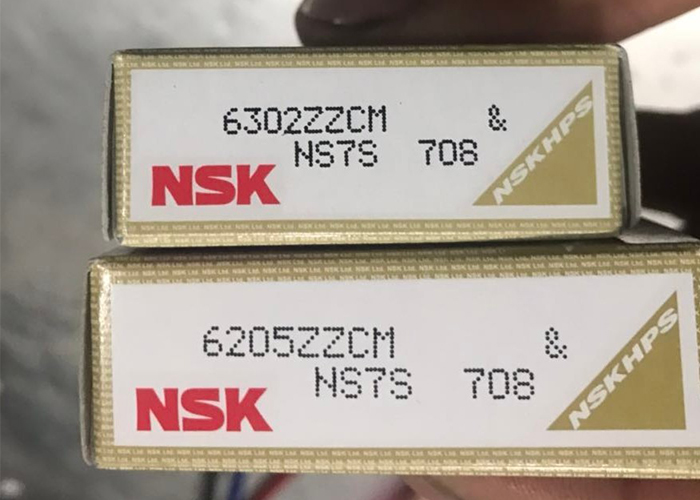 6302ZZCM &
NS7S 708
NSK
NSKHPS
6205ZZCM &
NS7S 708
NSK
NSKHPS